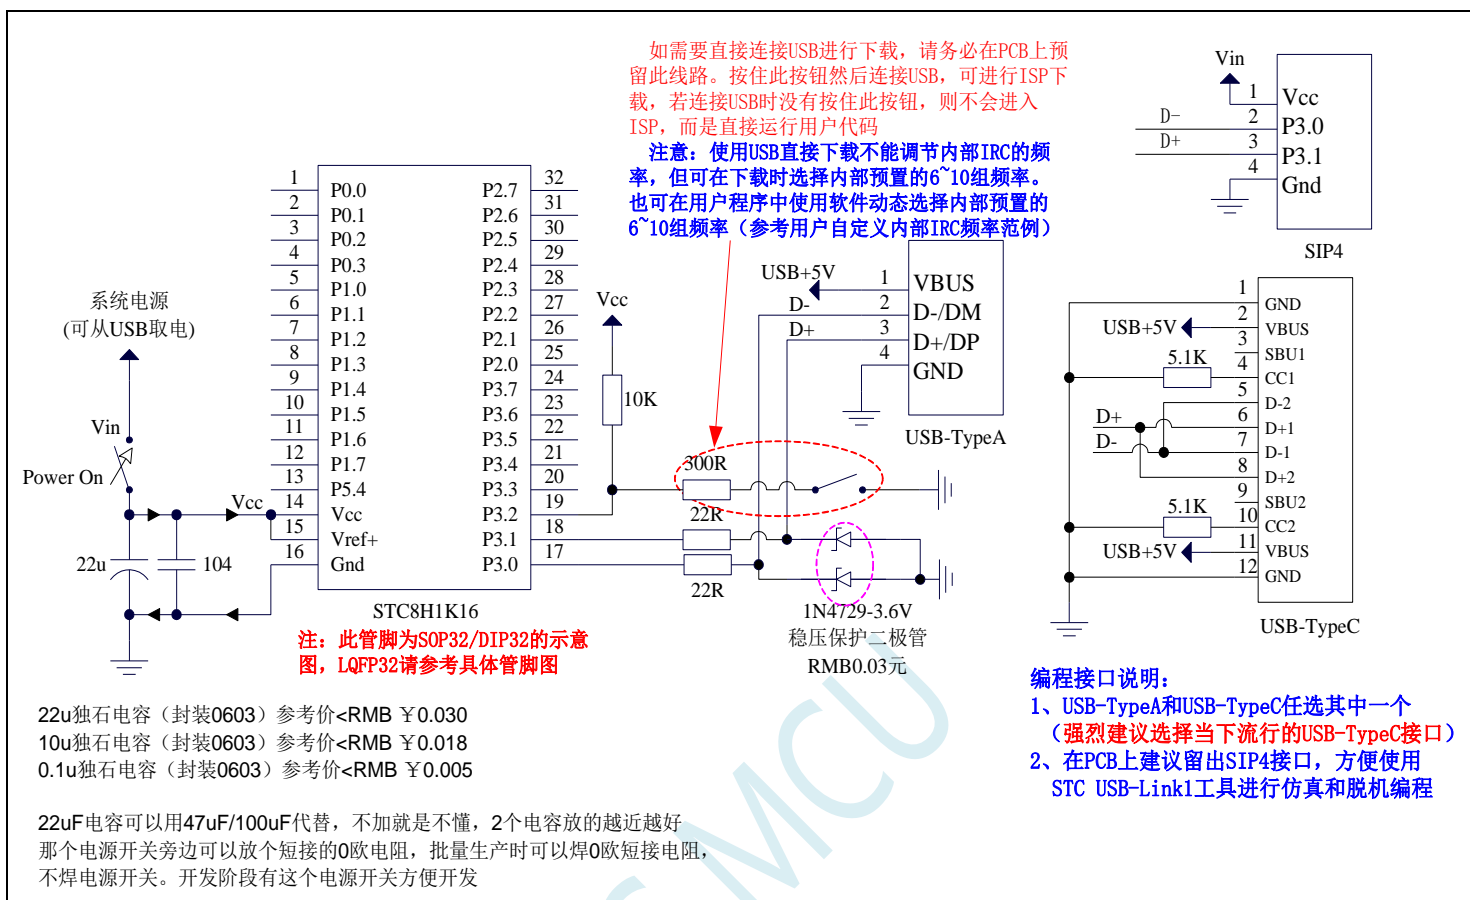 如需要直接连接USB进行下载，请务必在PCB上预
留此线路。按住此按钮然后连接USB，可进行ISP下
载，若连接USB时没有按住此按钮，则不会进入
ISP，而是直接运行用户代码
注意：使用USB直接下载不能调节内部IRC的频
率，但可在下载时选择内部预置的6~10组频率。
也可在用户程序中使用软件动态选择内部预置的
6~10组频率（参考用户自定义内部IRC频率范例）
Vin
1 Vcc
D- 2 P3.0
D+ 3 P3.1
4 Gnd
SIP4
系统电源
(可从USB取电)
Vin
Power On
Vcc
22u
104
1 P0.0 P2.7 32
2 P0.1 P2.6 31
3 P0.2 P2.5 30
4 P0.3 P2.4 29
5 P1.0 P2.3 28
6 P1.1 P2.2 27
7 P1.2 P2.1 26
8 P1.3 P2.0 25
9 P1.4 P3.7 24
10 P1.5 P3.6 23
11 P1.6 P3.5 22
12 P1.7 P3.4 21
13 P5.4 P3.3 20
14 Vcc P3.2 19
15 Vref+ P3.1 18
16 Gnd P3.0 17
STC8H1K16
注：此管脚为SOP32/DIP32的示意
图，LQFP32请参考具体管脚图
Vcc
10K
300R
22R
22R
USB+5V 1 VBUS
D- 2 D-/DM
D+ 3 D+/DP
4 GND
USB-TypeA
1N4729-3.6V
稳压保护二极管
RMB0.03元
1 GND
USB+5V 2 VBUS
3 SBU1
5.1K 4 CC1
5 D-2
D+ 6 D+1
D- 7 D-1
8 D+2
9 SBU2
5.1K 10 CC2
USB+5V 11 VBUS
12 GND
USB-TypeC
编程接口说明：
1、USB-TypeA和USB-TypeC任选其中一个
（强烈建议选择当下流行的USB-TypeC接口）
2、在PCB上建议留出SIP4接口，方便使用
STC USB-Link1工具进行仿真和脱机编程
22u独石电容（封装0603）参考价<RMB ￥0.030
10u独石电容（封装0603）参考价<RMB ￥0.018
0.1u独石电容（封装0603）参考价<RMB ￥0.005
22uF电容可以用47uF/100uF代替，不加就是不懂，2个电容放的越近越好
那个电源开关旁边可以放个短接的0欧电阻，批量生产时可以焊0欧短接电阻，
不焊电源开关。开发阶段有这个电源开关方便开发
MCU